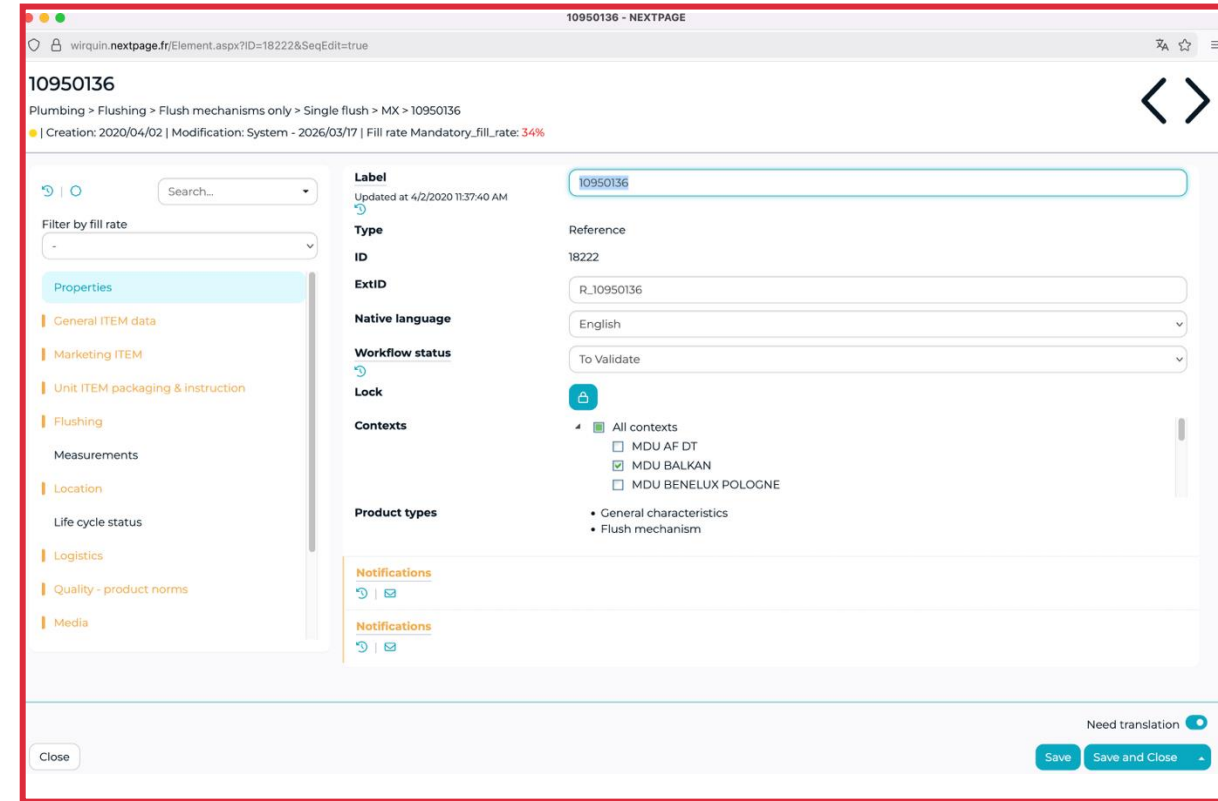 10950136 - NEXTPAGE
wirquin.nextpage.fr/Element.aspx?ID=18222&SeqEdit=true
10950136
Plumbing > Flushing > Flush mechanisms only > Single flush > MX > 10950136
| Creation: 2020/04/02 | Modification: System - 2026/03/17 | Fill rate Mandatory_fill_rate: 34%
Search...
Filter by fill rate
-
Properties
General ITEM data
Marketing ITEM
Unit ITEM packaging & instruction
Flushing
Measurements
Location
Life cycle status
Logistics
Quality - product norms
Media
Label
10950136
Updated at 4/2/2020 11:37:40 AM
Type
Reference
ID
18222
ExtID
R_10950136
Native language
English
Workflow status
To Validate
Lock
Contexts
All contexts
MDU AF DT
MDU BALKAN
MDU BENELUX POLOGNE
Product types
• General characteristics
• Flush mechanism
Notifications
Notifications
Need translation
Close
Save
Save and Close